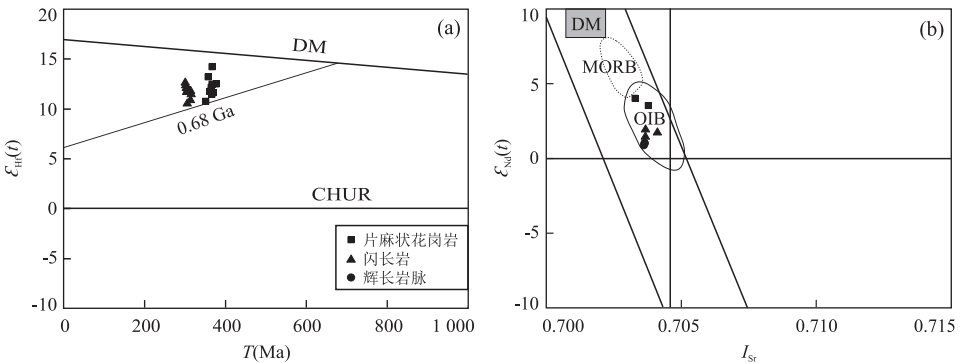 (a)
20
15
10
5
0
-5
-10
εHf(t)
DM
0.68 Ga
CHUR
片麻状花岗岩
闪长岩
辉长岩脉
0 200 400 600 800 1 000
T(Ma)
(b)
10
5
0
-5
-10
εNd(t)
DM
MORB
OIB
0.700 0.705 0.710 0.715
ISr